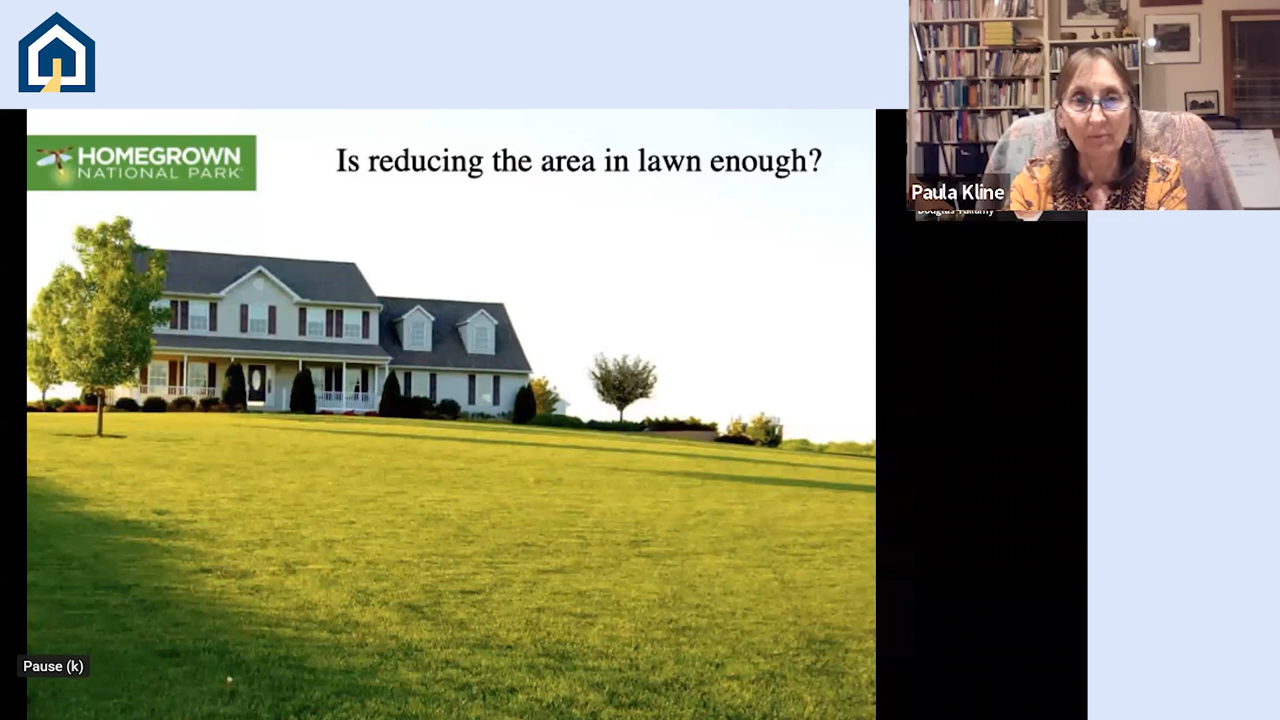 HOMEGROWN
NATIONAL PARK
Is reducing the area in lawn enough?
Paula Kline
Douglas Tallamy
Pause (k)